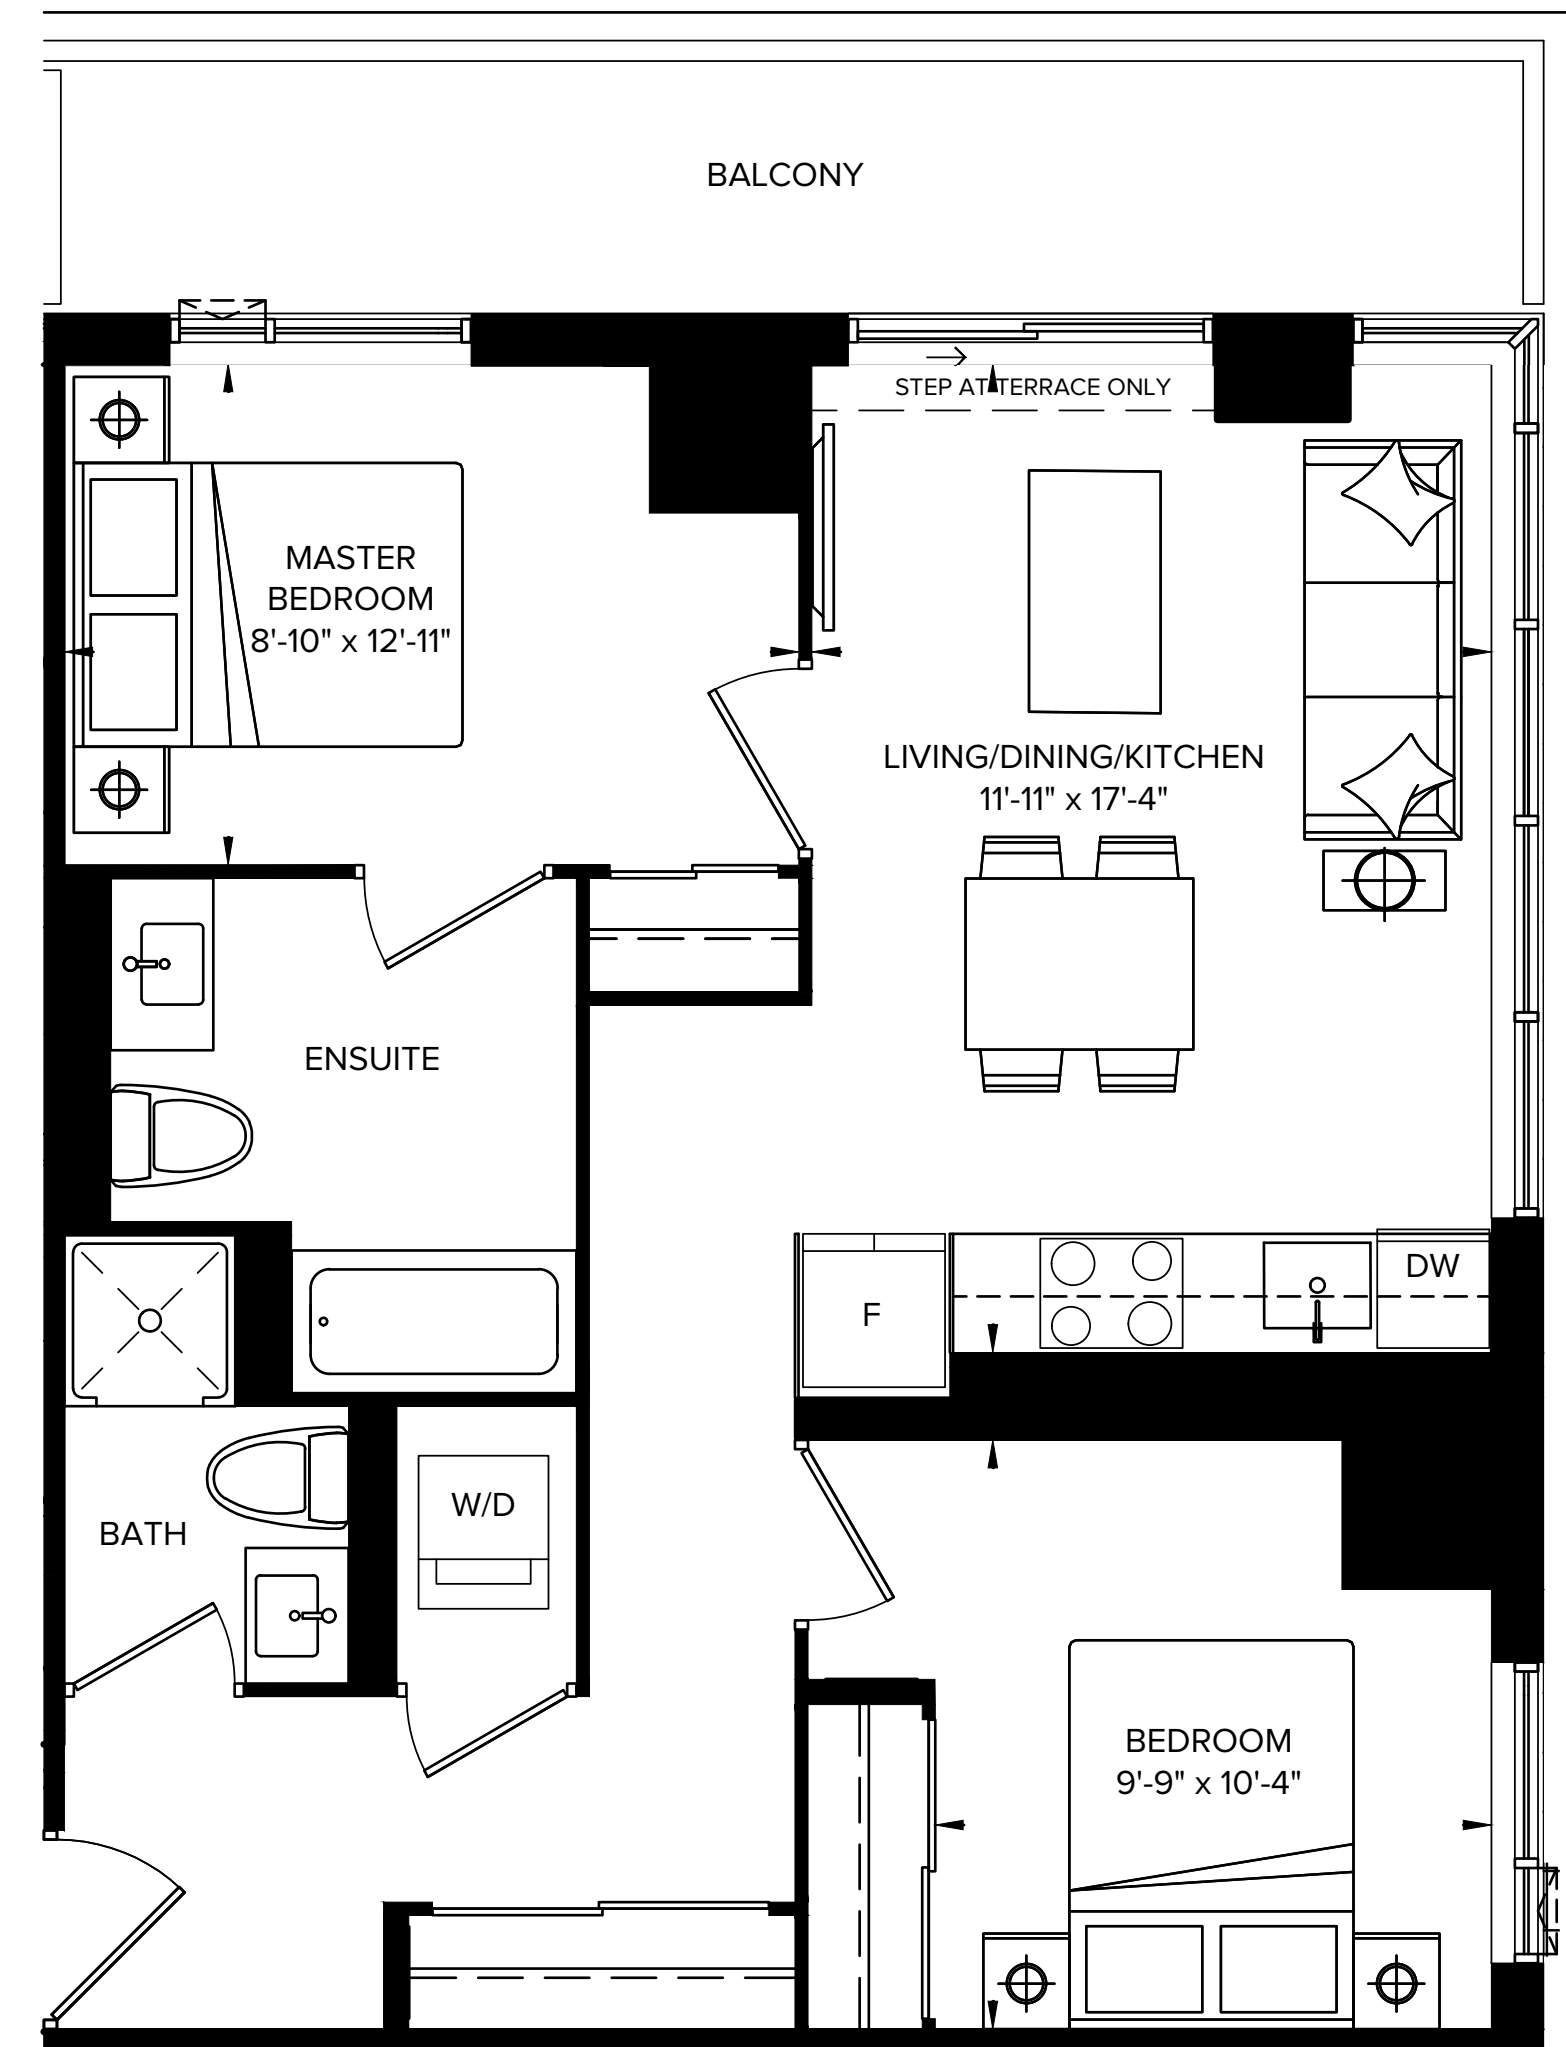 BALCONY
STEP AT TERRACE ONLY
MASTER
BEDROOM
8'-10" x 12'-11"
LIVING/DINING/KITCHEN
11'-11" x 17'-4"
ENSUITE
DW
F
W/D
BATH
BEDROOM
9'-9" x 10'-4"